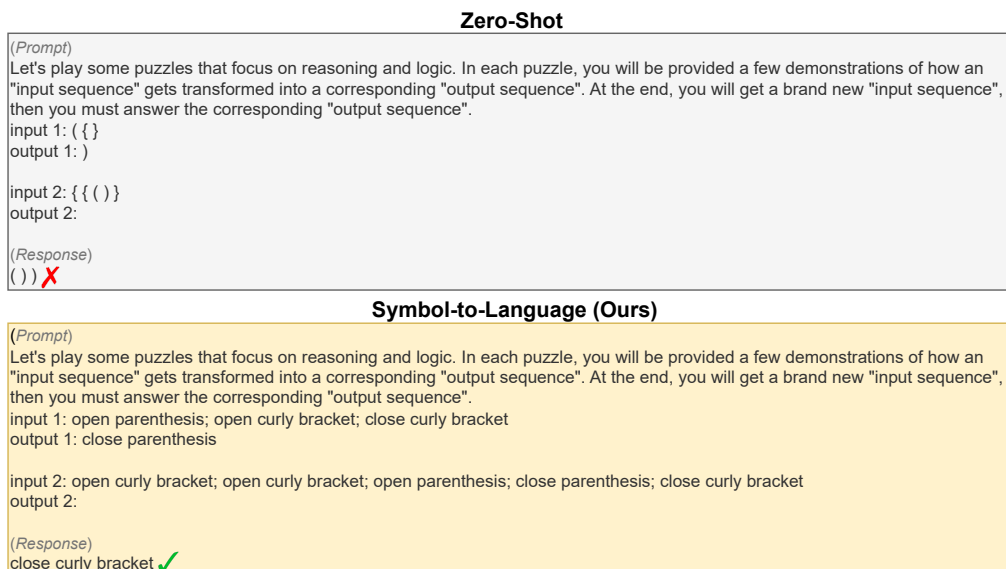 Zero-Shot
(Prompt)
Let's play some puzzles that focus on reasoning and logic. In each puzzle, you will be provided a few demonstrations of how an
"input sequence" gets transformed into a corresponding "output sequence". At the end, you will get a brand new "input sequence",
then you must answer the corresponding "output sequence".
input 1: ( { }
output 1: )
input 2: { { ( ) }
output 2:
(Response)
( ) ) ✗
Symbol-to-Language (Ours)
(Prompt)
Let's play some puzzles that focus on reasoning and logic. In each puzzle, you will be provided a few demonstrations of how an
"input sequence" gets transformed into a corresponding "output sequence". At the end, you will get a brand new "input sequence",
then you must answer the corresponding "output sequence".
input 1: open parenthesis; open curly bracket; close curly bracket
output 1: close parenthesis
input 2: open curly bracket; open curly bracket; open parenthesis; close parenthesis; close curly bracket
output 2:
(Response)
close curly bracket ✓